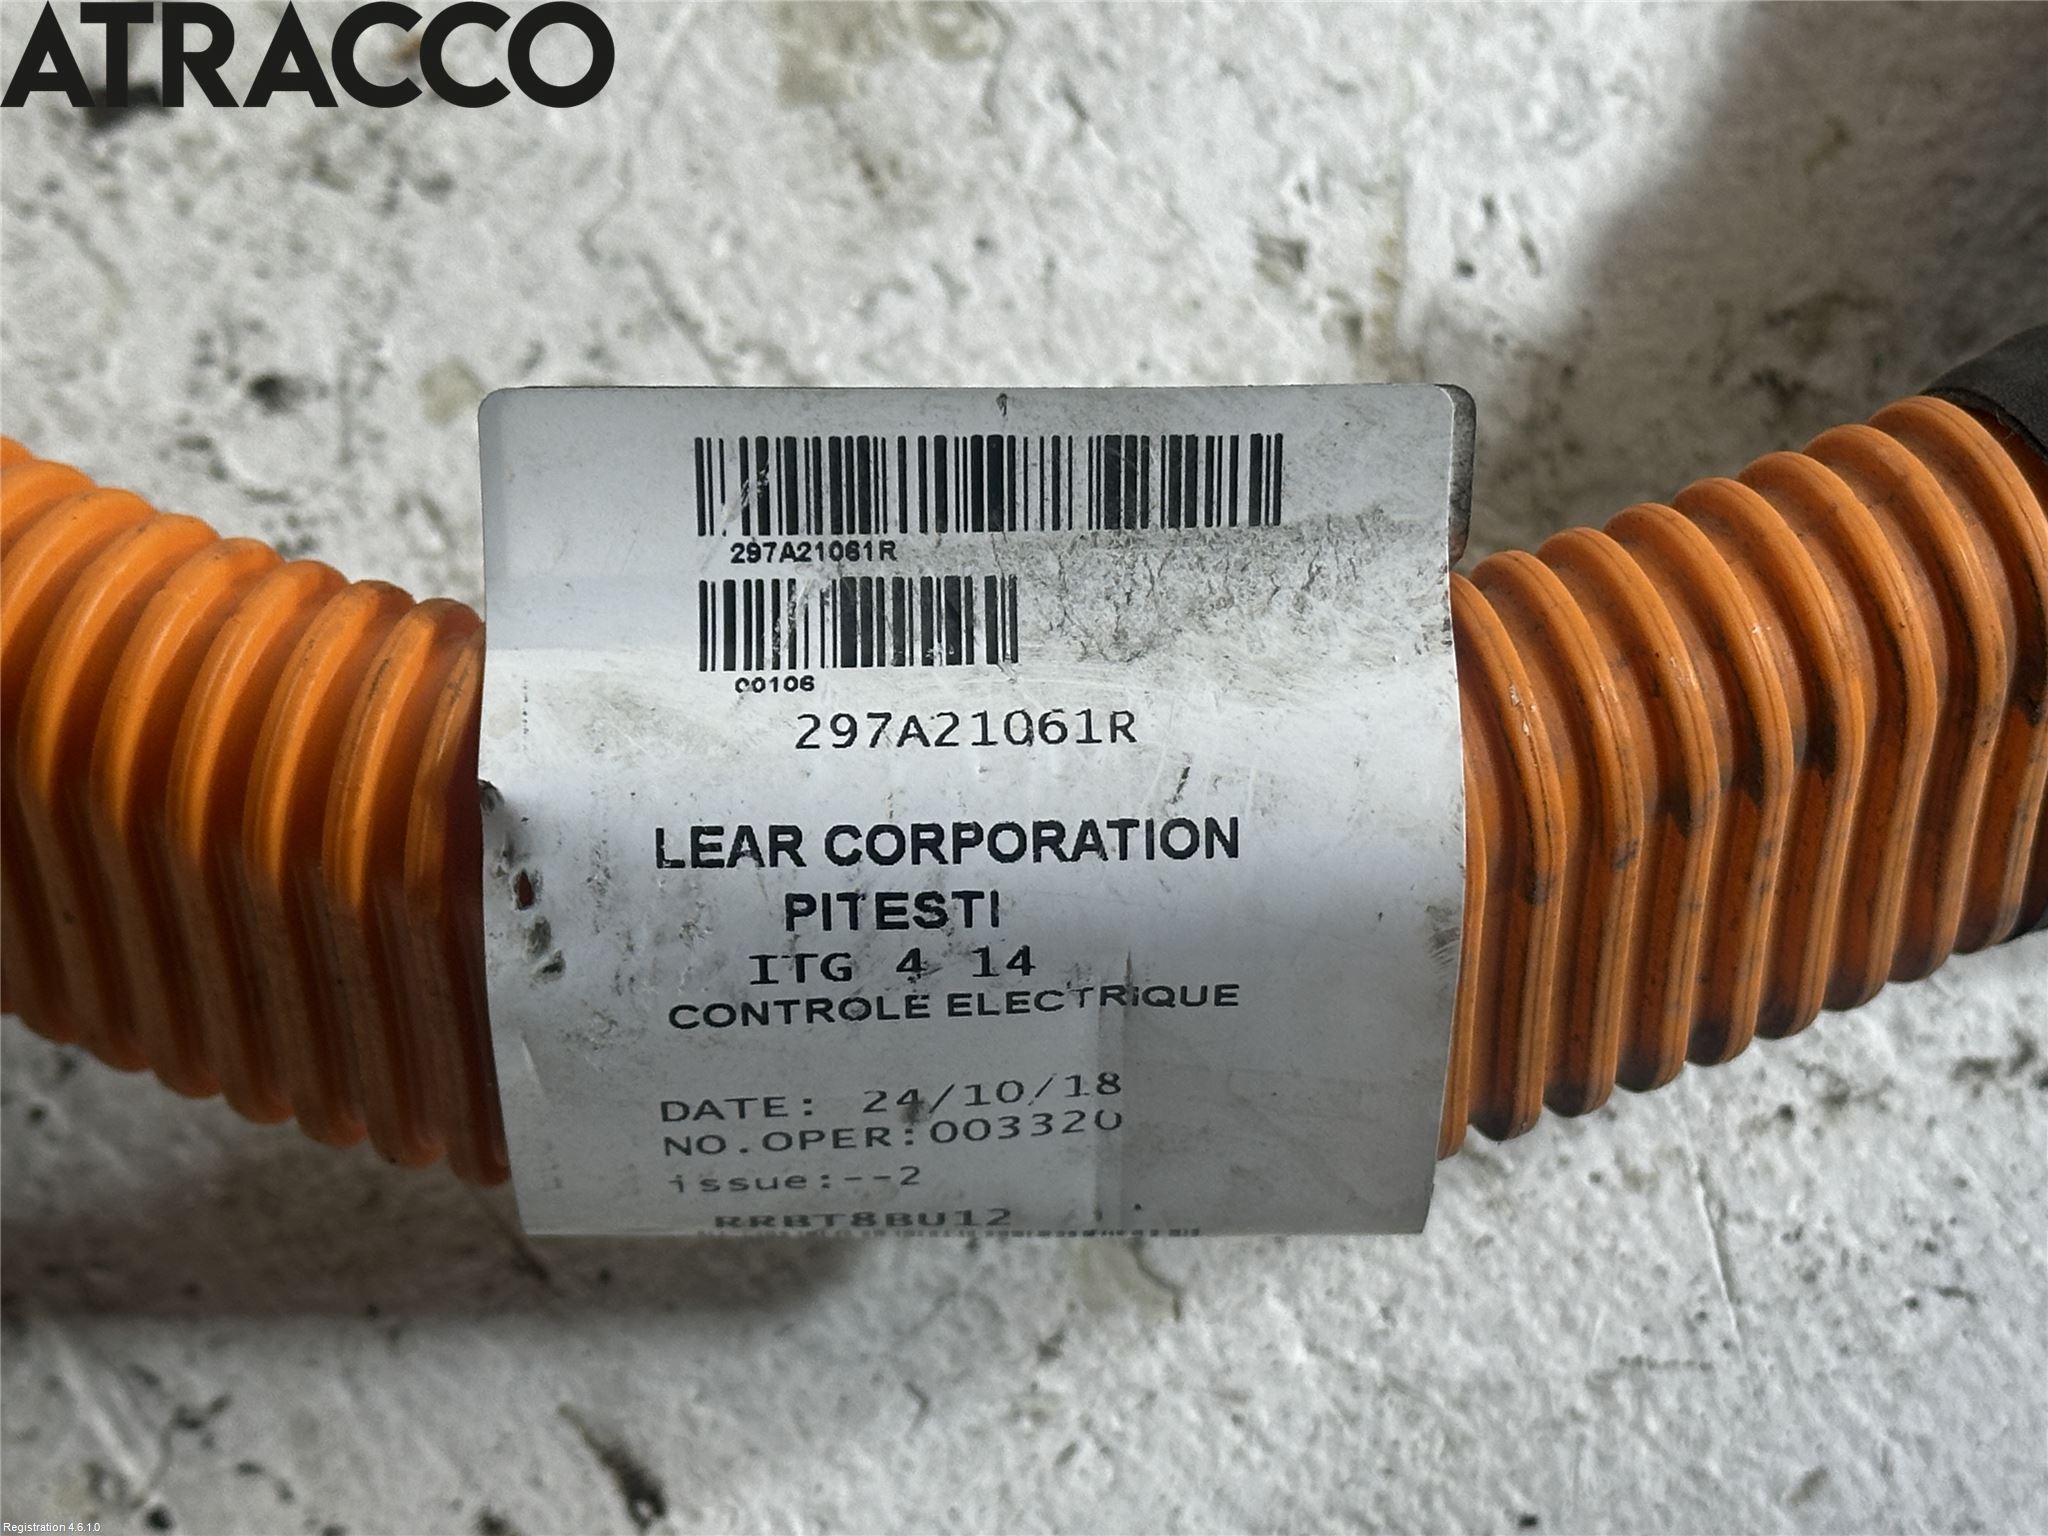 ATRACCO
297A21061R
00106
297A21061R
LEAR CORPORATION
PITESTI
ITG 4 14
CONTROLE ELECTRIQUE
DATE: 24/10/18
NO.OPER:003320
issue:--2
RRBT8BU12
Registration 4.6.1.0